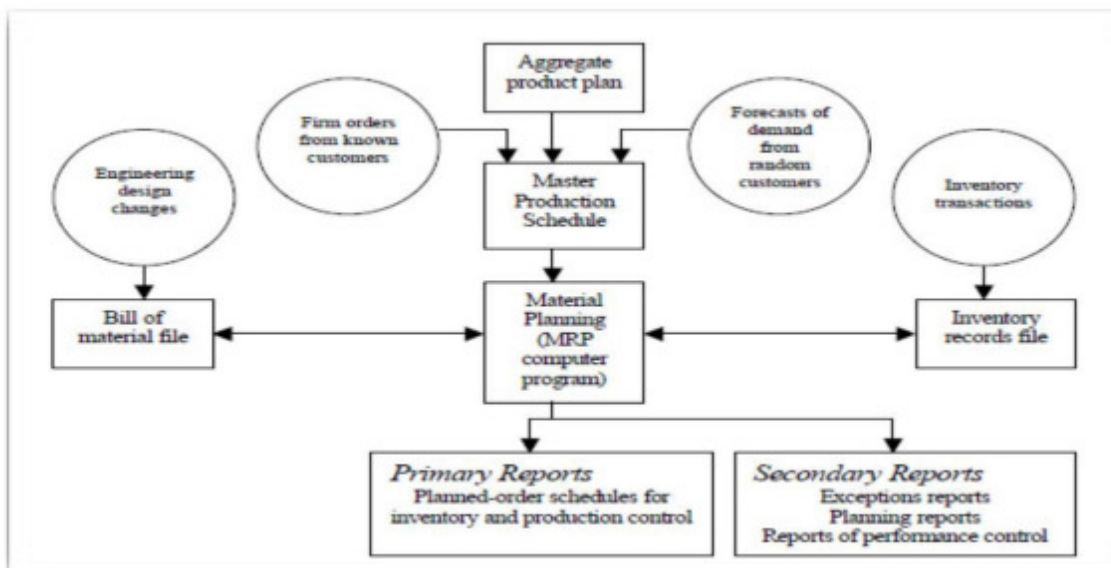 Aggregate
product plan
Firm orders
from known
customers
Forecasts of
demand
from
random
customers
Engineering
design
changes
Master
Production
Schedule
Inventory
transactions
Bill of
material file
Material
Planning
(MRP
computer
program)
Inventory
records file
Primary Reports
Planned-order schedules for
inventory and production control
Secondary Reports
Exceptions reports
Planning reports
Reports of performance control